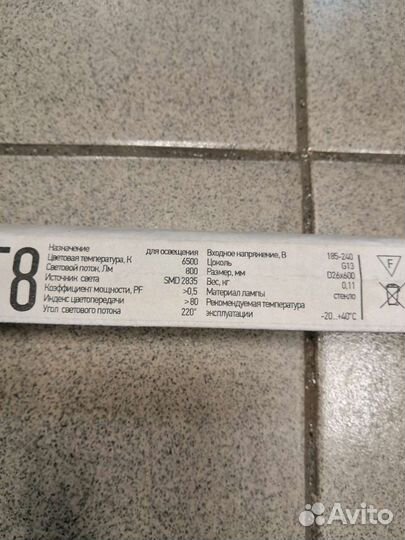 T8
Назначение для освещения
Цветовая температура, К 6500
Световой поток, Лм 800
Источник света SMD 2835
Коэффициент мощности, PF >0,5
Индекс цветопередачи >80
Угол светового потока 220°
Входное напряжение, В 185-240
Цоколь G13
Размер, мм D26x600
Вес, кг 0,11
Материал лампы стекло
Рекомендуемая температура
эксплуатации -20...+40°C
F
Avito